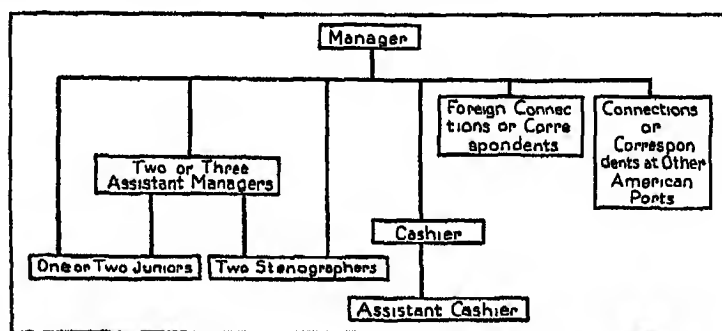 Manager
Foreign Connec
tions or Corre
spondents
Connections
or
Correspon
dents at Other
American
Ports
Two or Three
Assistant Managers
Cashier
One or Two Juniors
Two Stenographers
Assistant Cashier